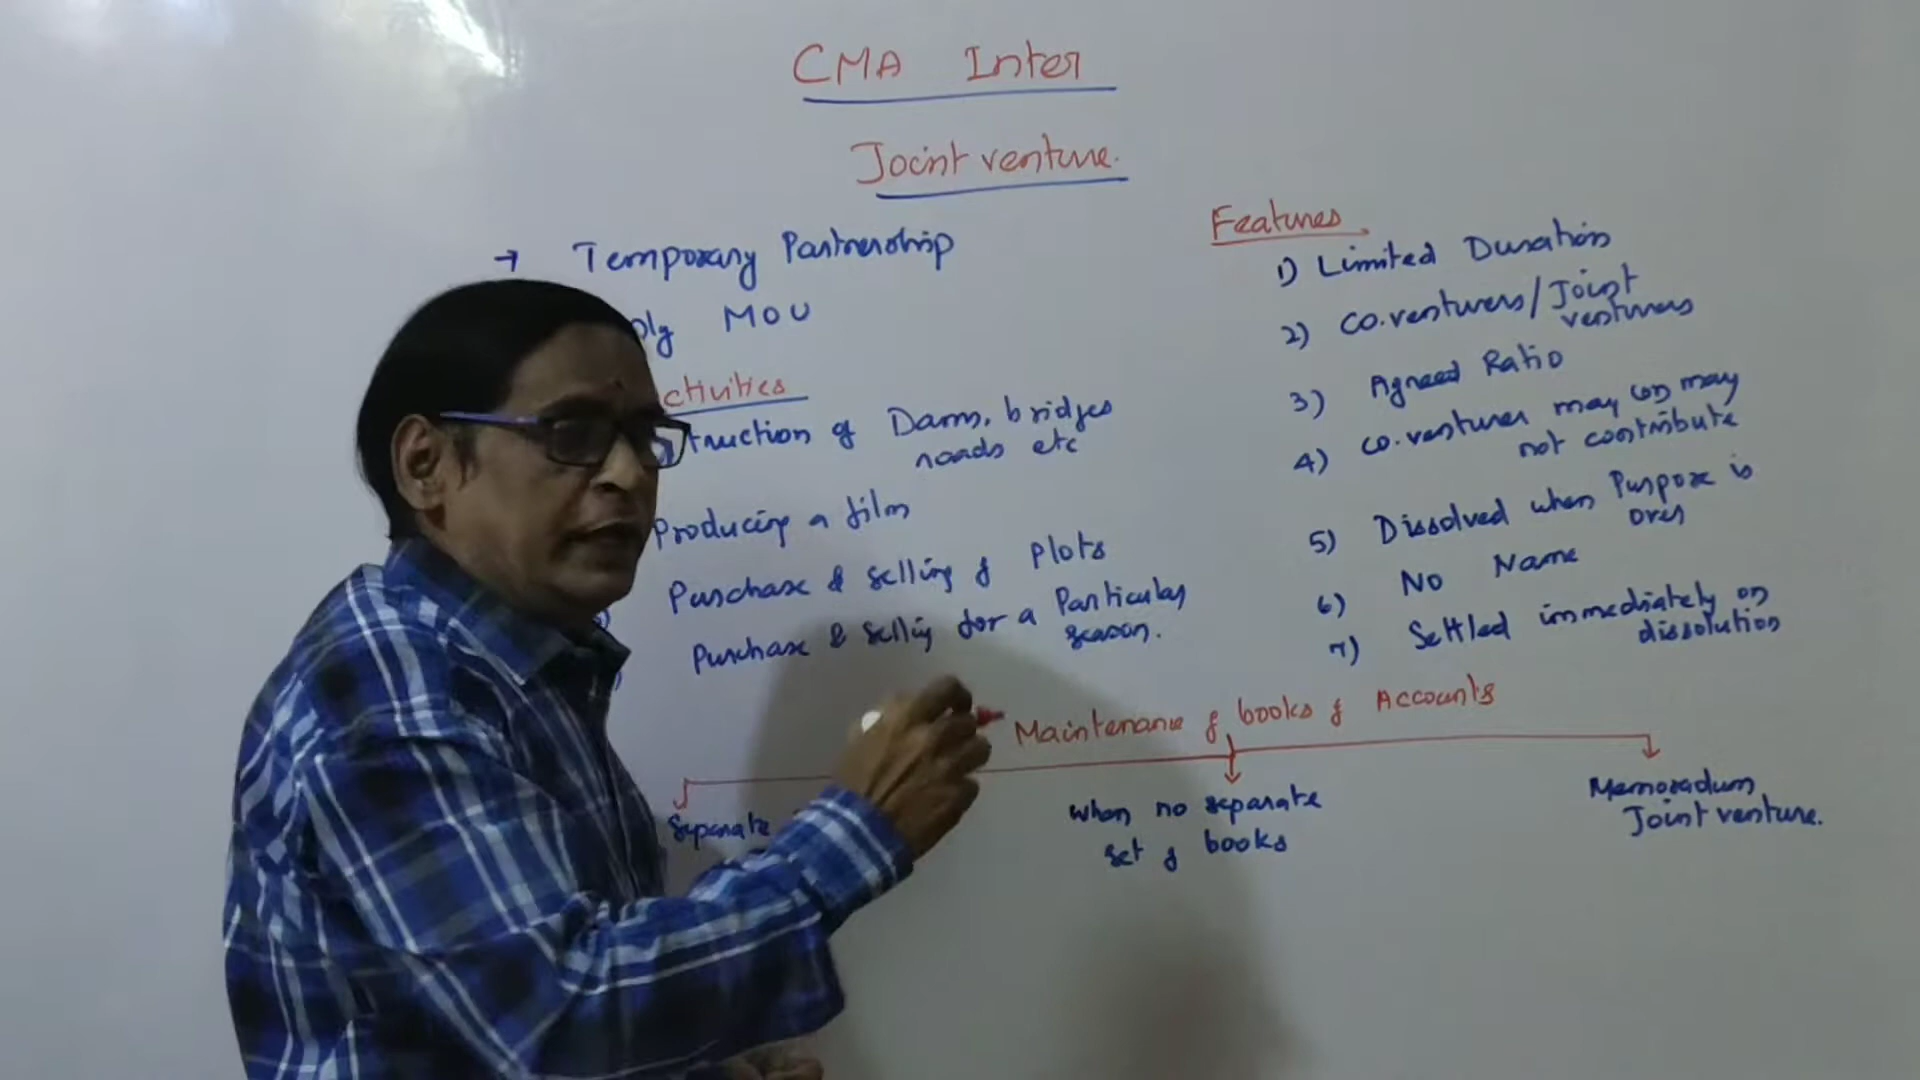 CMA Inter
Joint venture.
→ Temporary Partnership
ply MOU
ctivities
truction of Dams, bridges
roads etc
Producing a film
Purchase & selling of Plots
Purchase & selling for a Particular
season.
Features
1) Limited Duration
2) Co.venturers/Joint
venturers
3) Agreed Ratio
4) Co.venturer may (or) may
not contribute
5) Dissolved when Purpose is
over
6) No Name
7) Settled immediately on
dissolution
Maintenance of books of Accounts
Separate
when no separate
set of books
Memoradum
Joint venture.